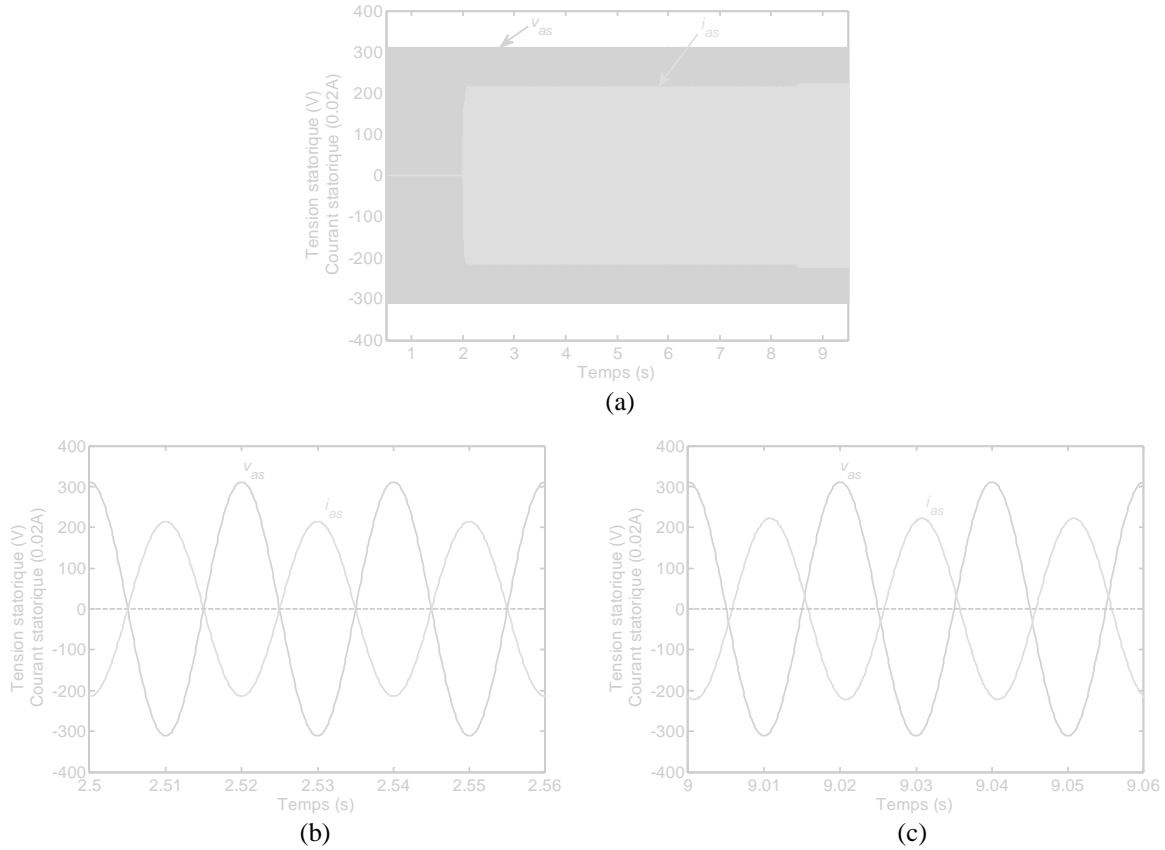 v_as
i_as
Tension statorique (V)
Courant statorique (0.02A)
400
300
200
100
0
-100
-200
-300
-400
1 2 3 4 5 6 7 8 9
Temps (s)
(a)
v_as
i_as
Tension statorique (V)
Courant statorique (0.02A)
400
300
200
100
0
-100
-200
-300
-400
2.5 2.51 2.52 2.53 2.54 2.55 2.56
Temps (s)
(b)
v_as
i_as
Tension statorique (V)
Courant statorique (0.02A)
400
300
200
100
0
-100
-200
-300
-400
9 9.01 9.02 9.03 9.04 9.05 9.06
Temps (s)
(c)